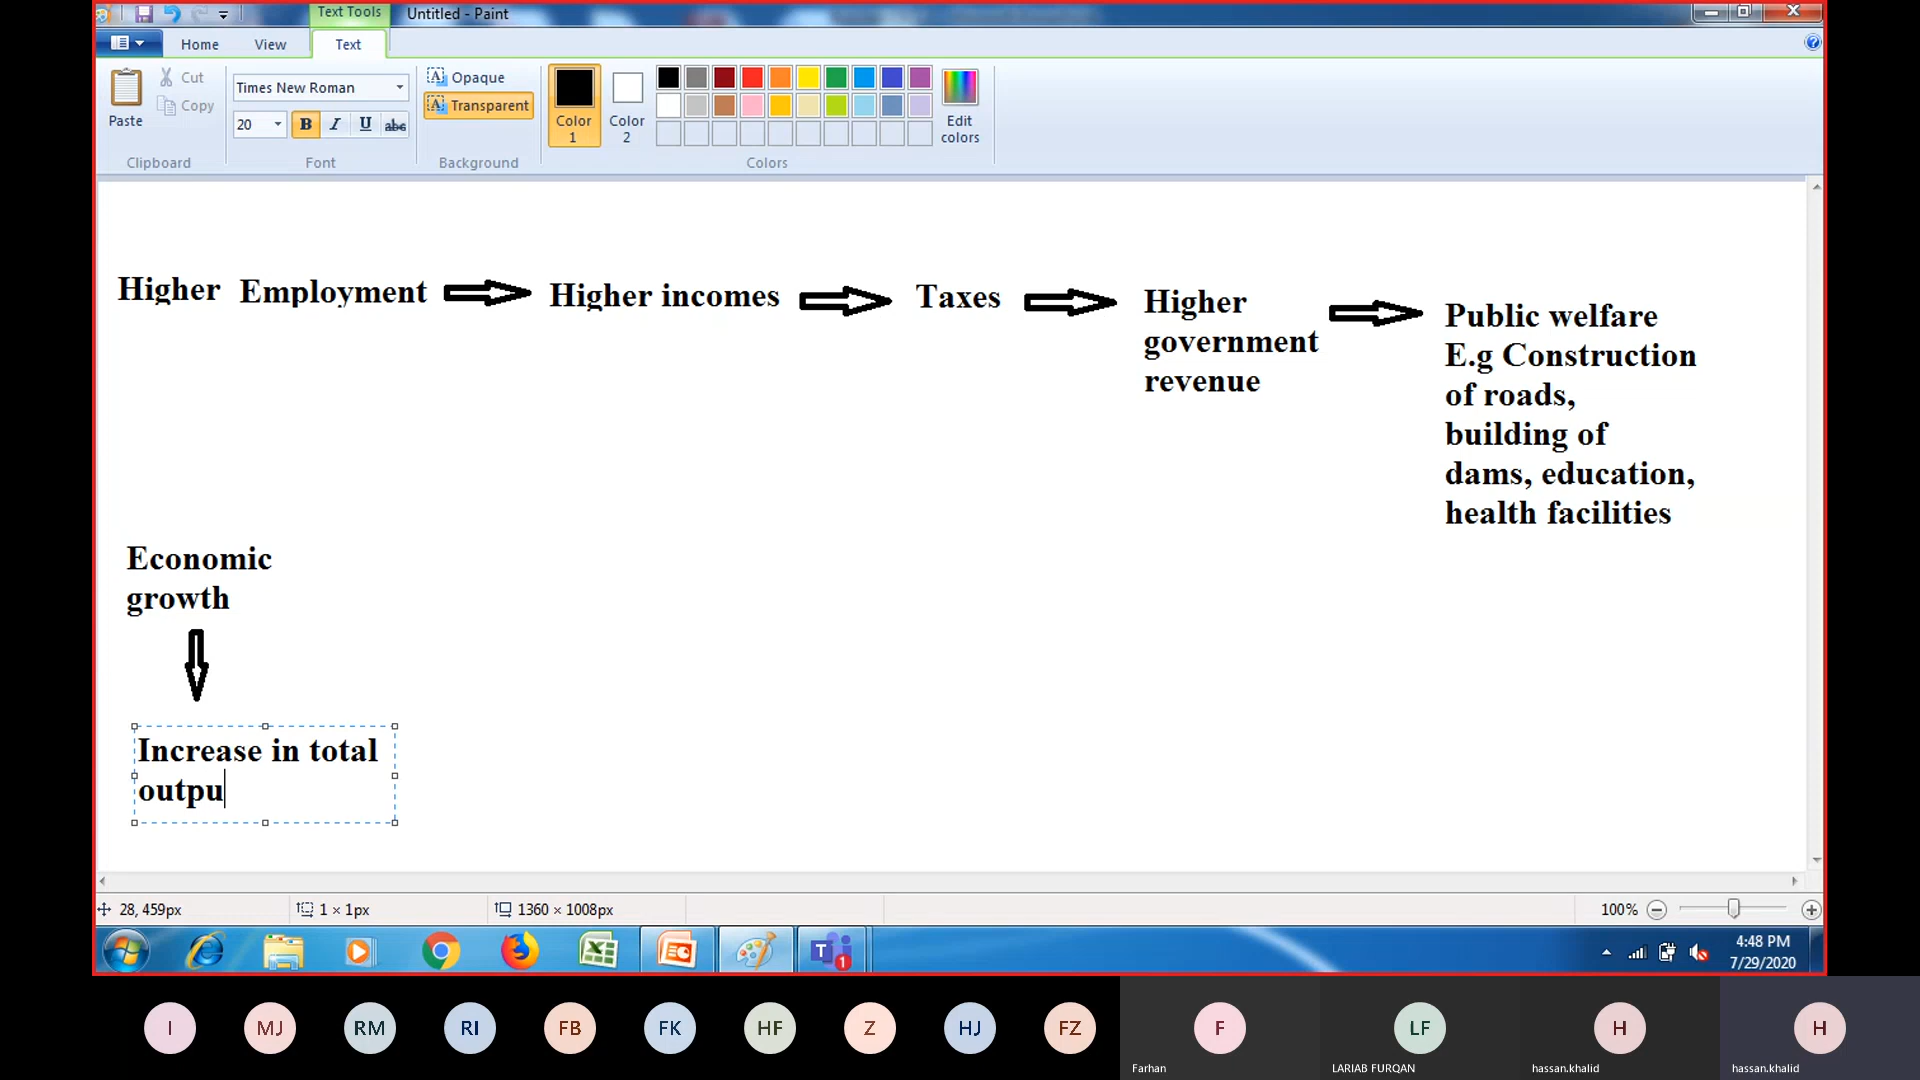 Text Tools
Untitled - Paint
Home
View
Text
Paste
Cut
Copy
Clipboard
Times New Roman
20
B I U abc
Font
Opaque
Transparent
Background
Color 1
Color 2
Edit colors
Colors
Higher Employment
Higher incomes
Taxes
Higher
government
revenue
Public welfare
E.g Construction
of roads,
building of
dams, education,
health facilities
Economic
growth
Increase in total
outpu
28, 459px
1 × 1px
1360 × 1008px
100%
T
1
4:48 PM
7/29/2020
I
MJ
RM
RI
FB
FK
HF
Z
HJ
FZ
F
Farhan
LF
LARIAB FURQAN
H
hassan.khalid
H
hassan.khalid